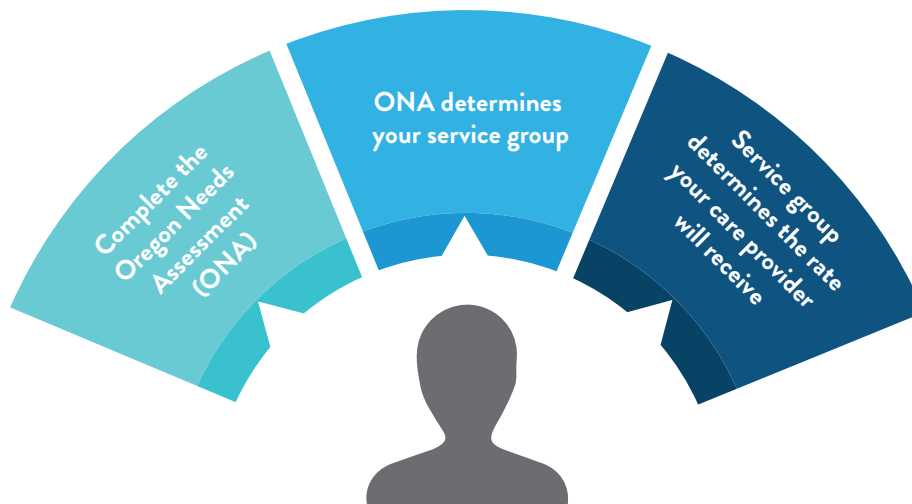 Complete the
Oregon Needs
Assessment
(ONA)
ONA determines
your service group
Service group
determines the rate
your care provider
will receive